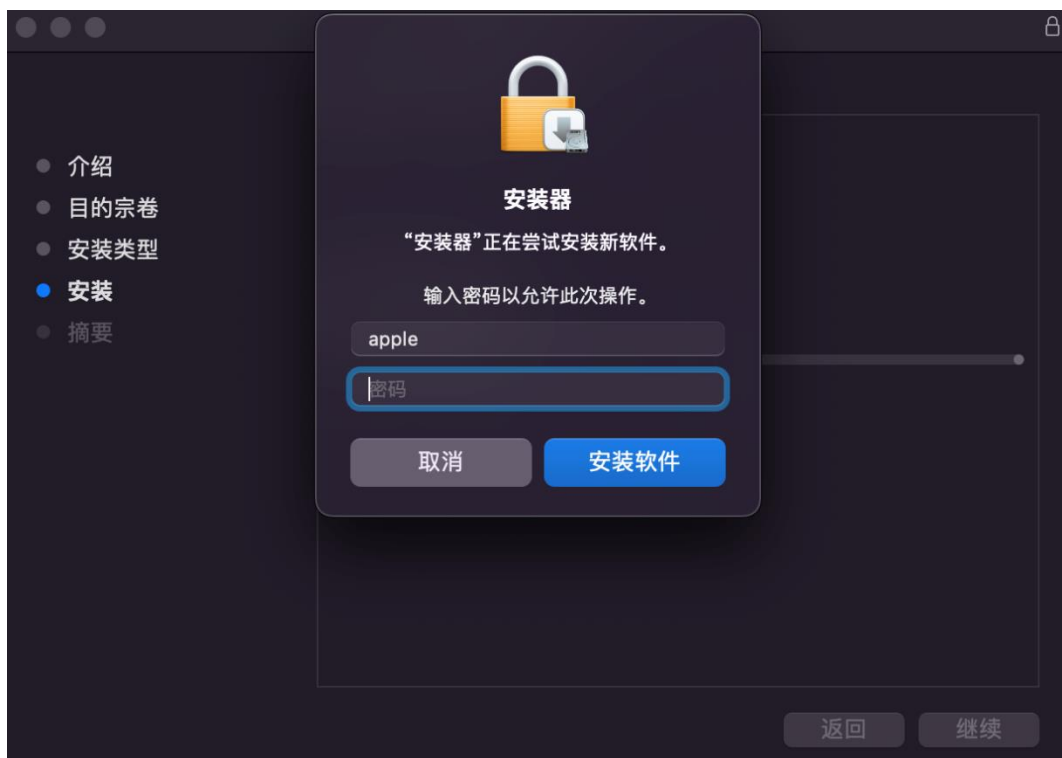 介绍
目的宗卷
安装类型
安装
摘要
安装器
“安装器”正在尝试安装新软件。
输入密码以允许此次操作。
apple
密码
取消
安装软件
返回
继续